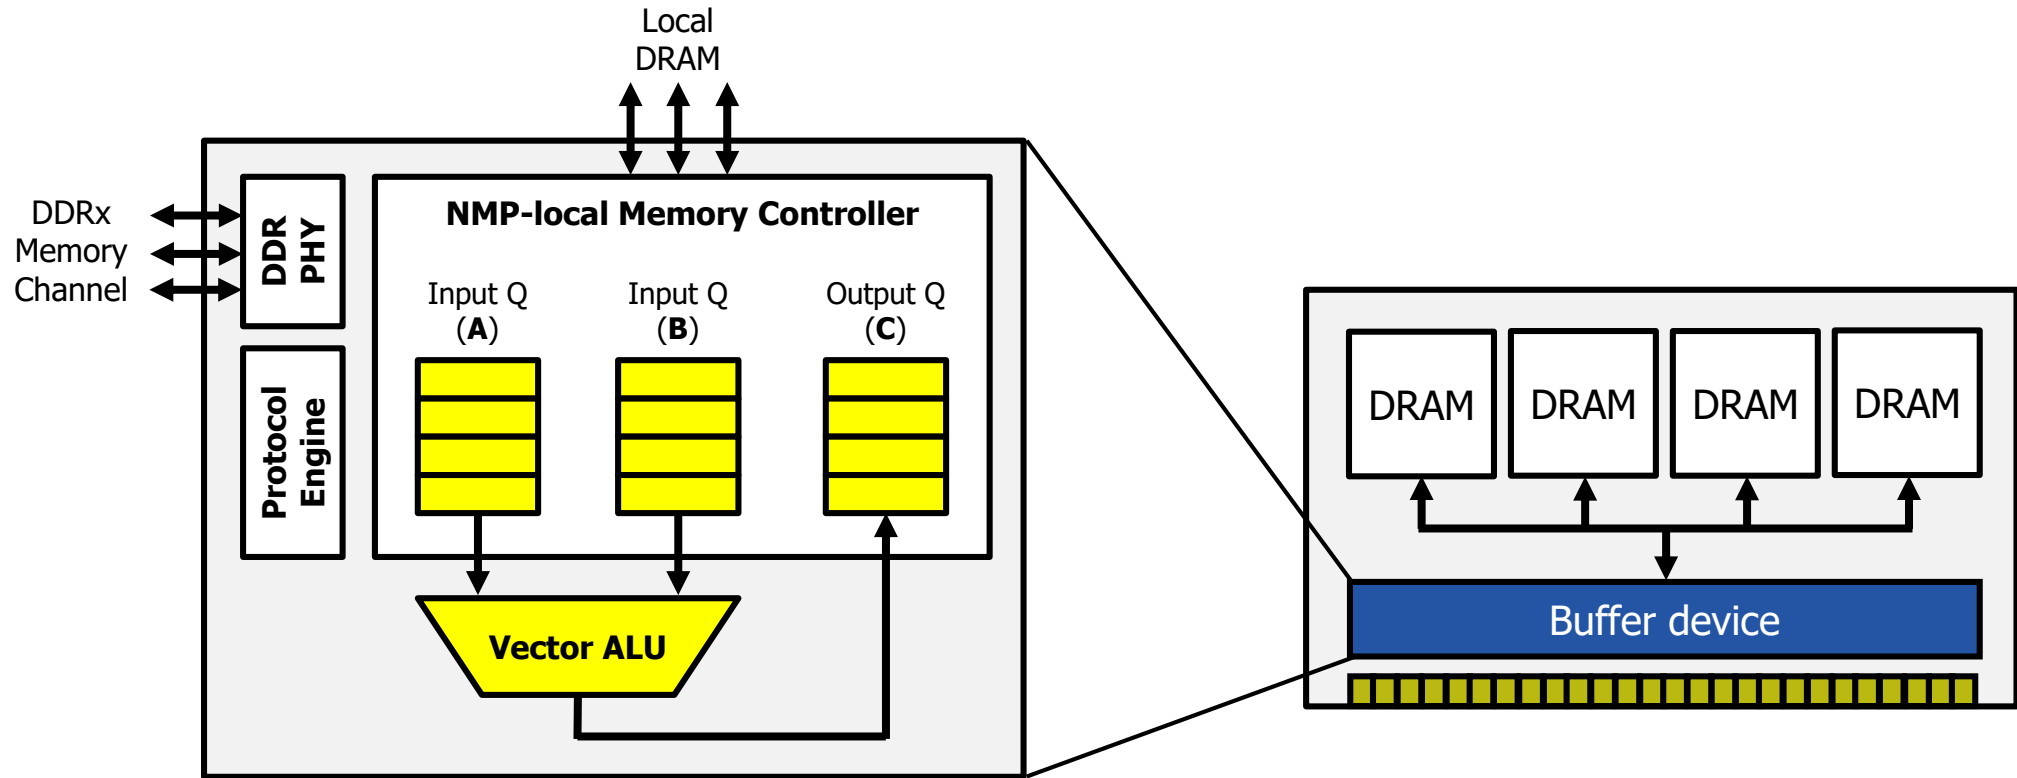 Local
DRAM
DDRx
Memory
Channel
DDR
PHY
Protocol
Engine
NMP-local Memory Controller
Input Q
(A)
Input Q
(B)
Output Q
(C)
Vector ALU
DRAM
DRAM
DRAM
DRAM
Buffer device